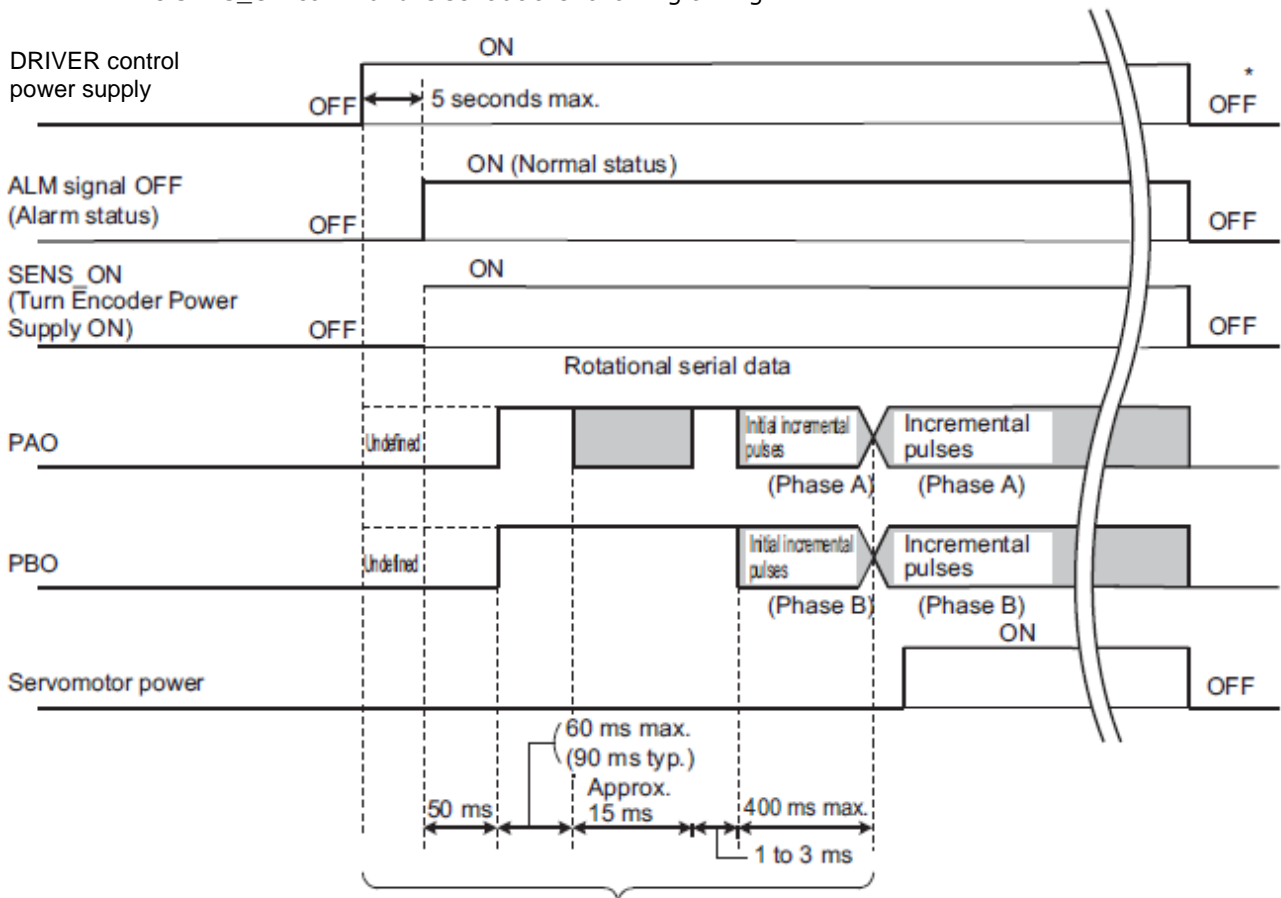 ON
DRIVER control
power supply
OFF
5 seconds max.
*
OFF
ON (Normal status)
ALM signal OFF
(Alarm status)
OFF
OFF
SENS_ON
(Turn Encoder Power
Supply ON)
ON
OFF
OFF
Rotational serial data
PAO
Undefined
Initial incremental
pulses
Incremental
pulses
(Phase A)
(Phase A)
PBO
Undefined
Initial incremental
pulses
Incremental
pulses
(Phase B)
(Phase B)
ON
Servomotor power
OFF
60 ms max.
(90 ms typ.)
Approx.
15 ms
50 ms
400 ms max.
1 to 3 ms